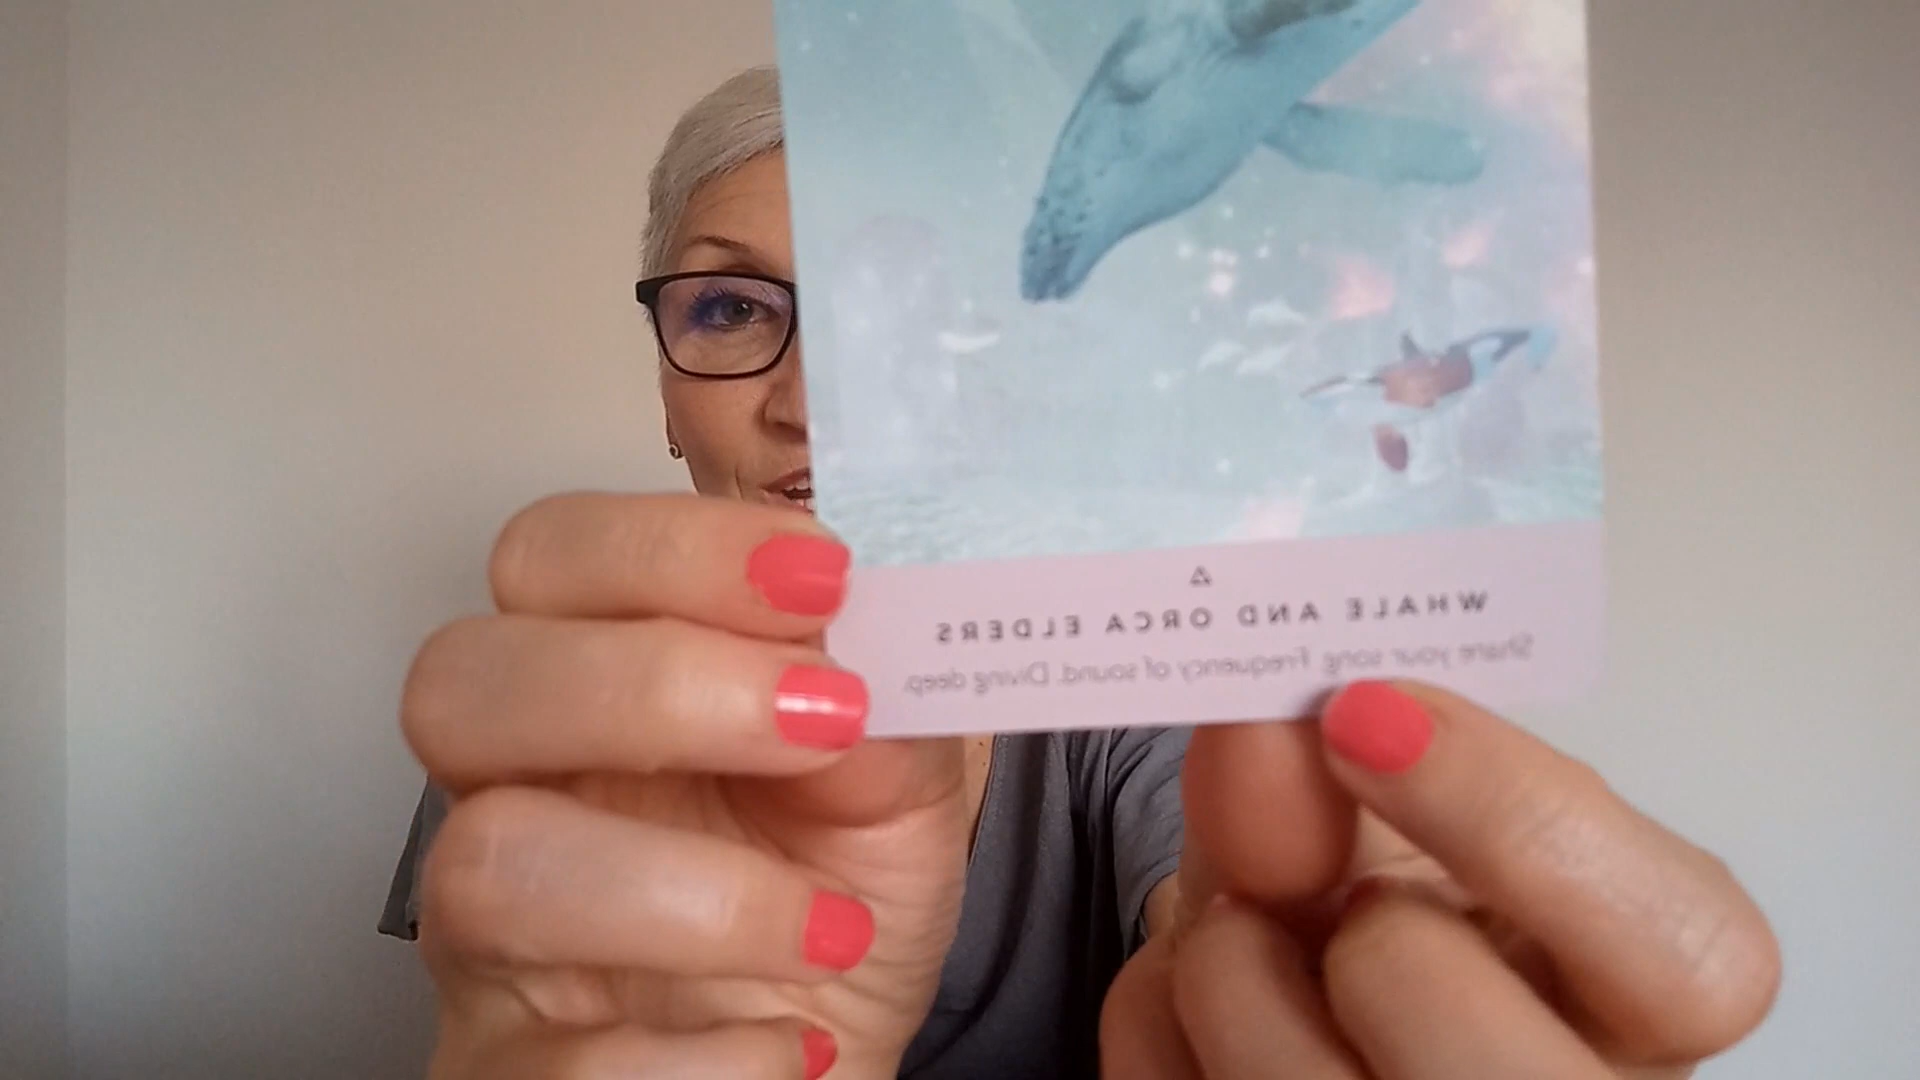 WHALE AND ORCA ELDERS
Share your song. Frequency of sound. Diving deep.